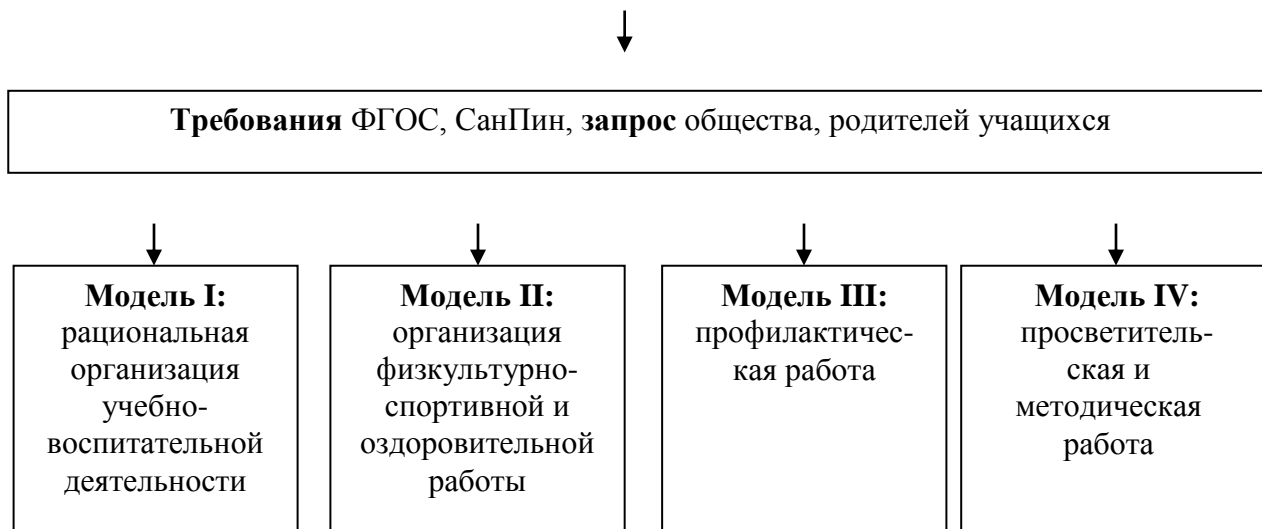 Требования ФГОС, СанПин, запрос общества, родителей учащихся
Модель I:
рациональная
организация
учебно-
воспитательной
деятельности
Модель II:
организация
физкультурно-
спортивной и
оздоровительной
работы
Модель III:
профилактичес-
кая работа
Модель IV:
просветитель-
ская и
методическая
работа